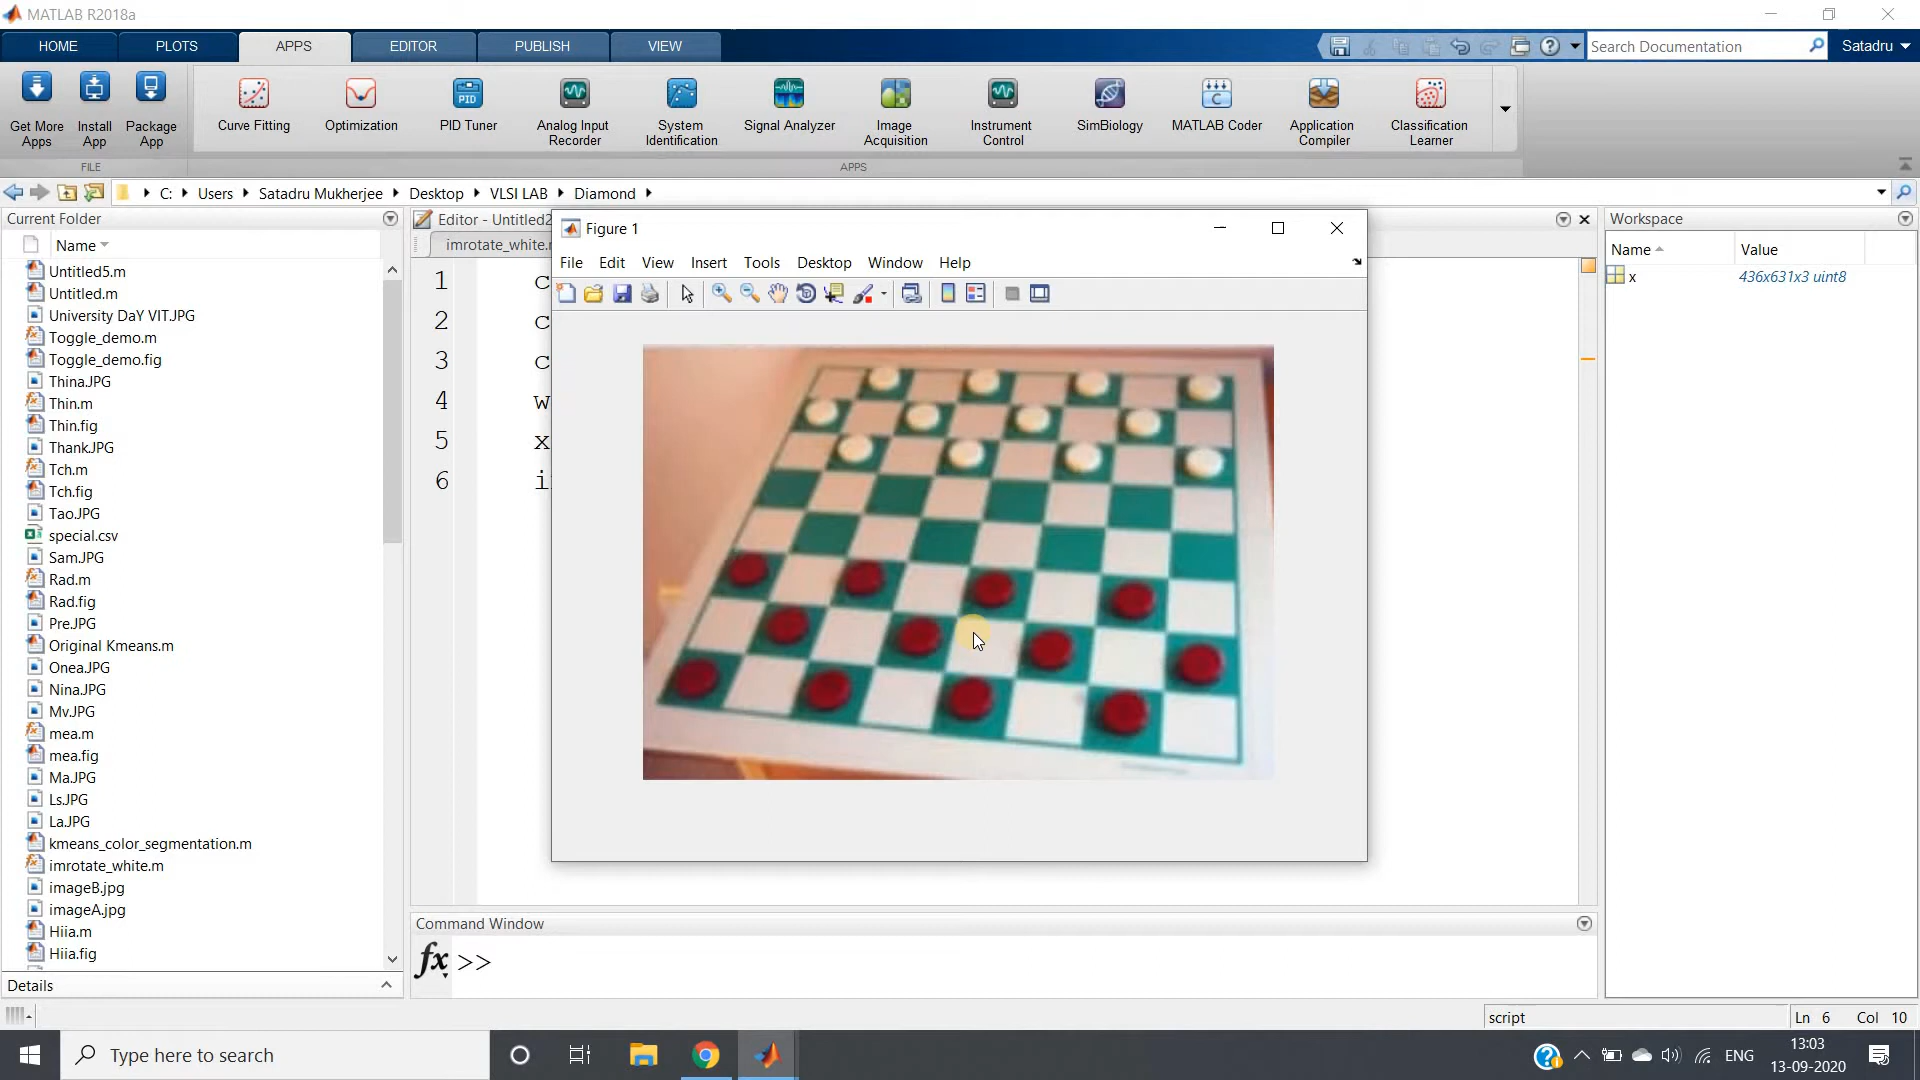 MATLAB R2018a
HOME PLOTS APPS EDITOR PUBLISH VIEW
Search Documentation
Satadru
Get More Apps
Install App
Package App
Curve Fitting
Optimization
PID
PID Tuner
Analog Input Recorder
System Identification
Signal Analyzer
Image Acquisition
Instrument Control
SimBiology
C
MATLAB Coder
Application Compiler
Classification Learner
FILE
APPS
C: Users Satadru Mukherjee Desktop VLSI LAB Diamond
Current Folder
Name
Untitled5.m
Untitled.m
University DaY VIT.JPG
Toggle_demo.m
Toggle_demo.fig
Thina.JPG
Thin.m
Thin.fig
Thank.JPG
Tch.m
Tch.fig
Tao.JPG
special.csv
Sam.JPG
Rad.m
Rad.fig
Pre.JPG
Original Kmeans.m
Onea.JPG
Nina.JPG
Mv.JPG
mea.m
mea.fig
Ma.JPG
Ls.JPG
La.JPG
kmeans_color_segmentation.m
imrotate_white.m
imageB.jpg
imageA.jpg
Hiia.m
Hiia.fig
Details
Editor - Untitled2
imrotate_white.
1 c
2 c
3 c
4 w
5 x
6 i
Figure 1
File Edit View Insert Tools Desktop Window Help
Command Window
fx >>
Workspace
Name Value
x 436x631x3 uint8
script
Ln 6 Col 10
Type here to search
ENG
13:03
13-09-2020